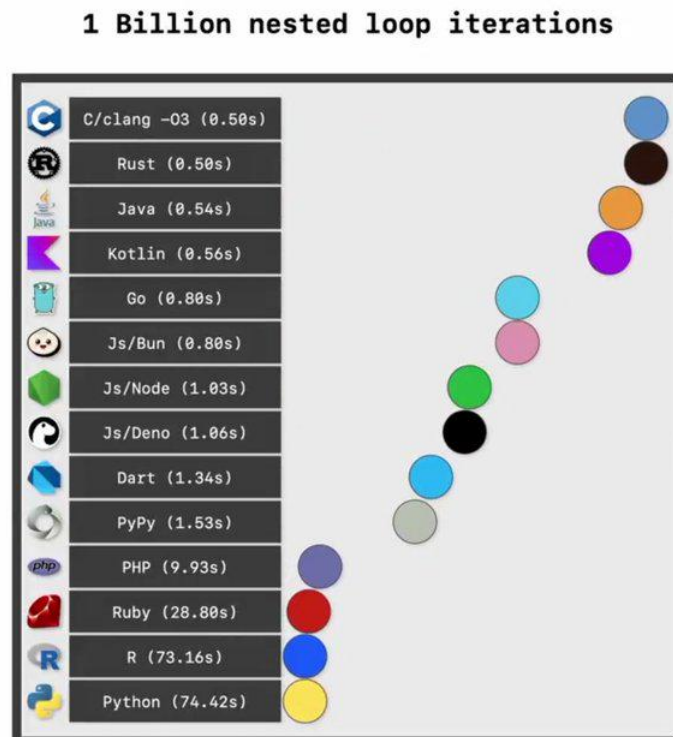 1 Billion nested loop iterations
C/clang -O3 (0.50s)
Rust (0.50s)
Java
Java (0.54s)
Kotlin (0.56s)
Go (0.80s)
Js/Bun (0.80s)
Js/Node (1.03s)
Js/Deno (1.06s)
Dart (1.34s)
PyPy (1.53s)
php
PHP (9.93s)
Ruby (28.80s)
R (73.16s)
Python (74.42s)